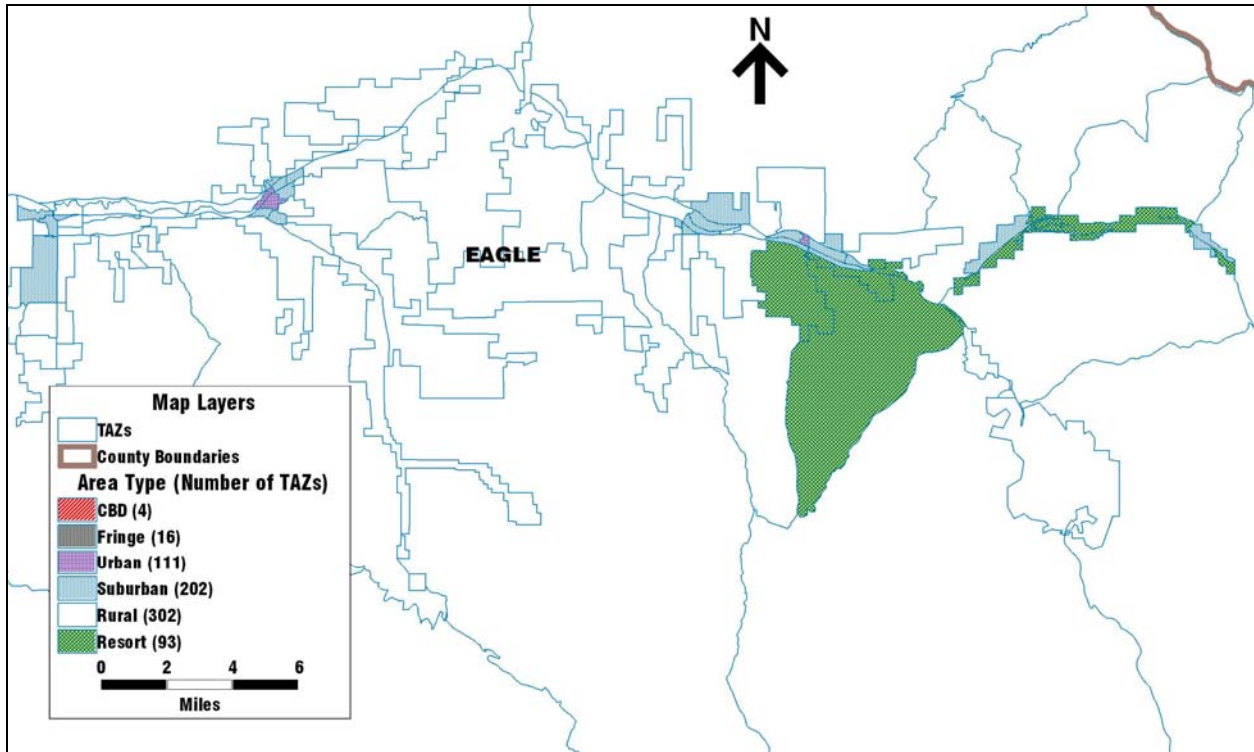 N
EAGLE
Map Layers
TAZs
County Boundaries
Area Type (Number of TAZs)
CBD (4)
Fringe (16)
Urban (111)
Suburban (202)
Rural (302)
Resort (93)
0 2 4 6
Miles